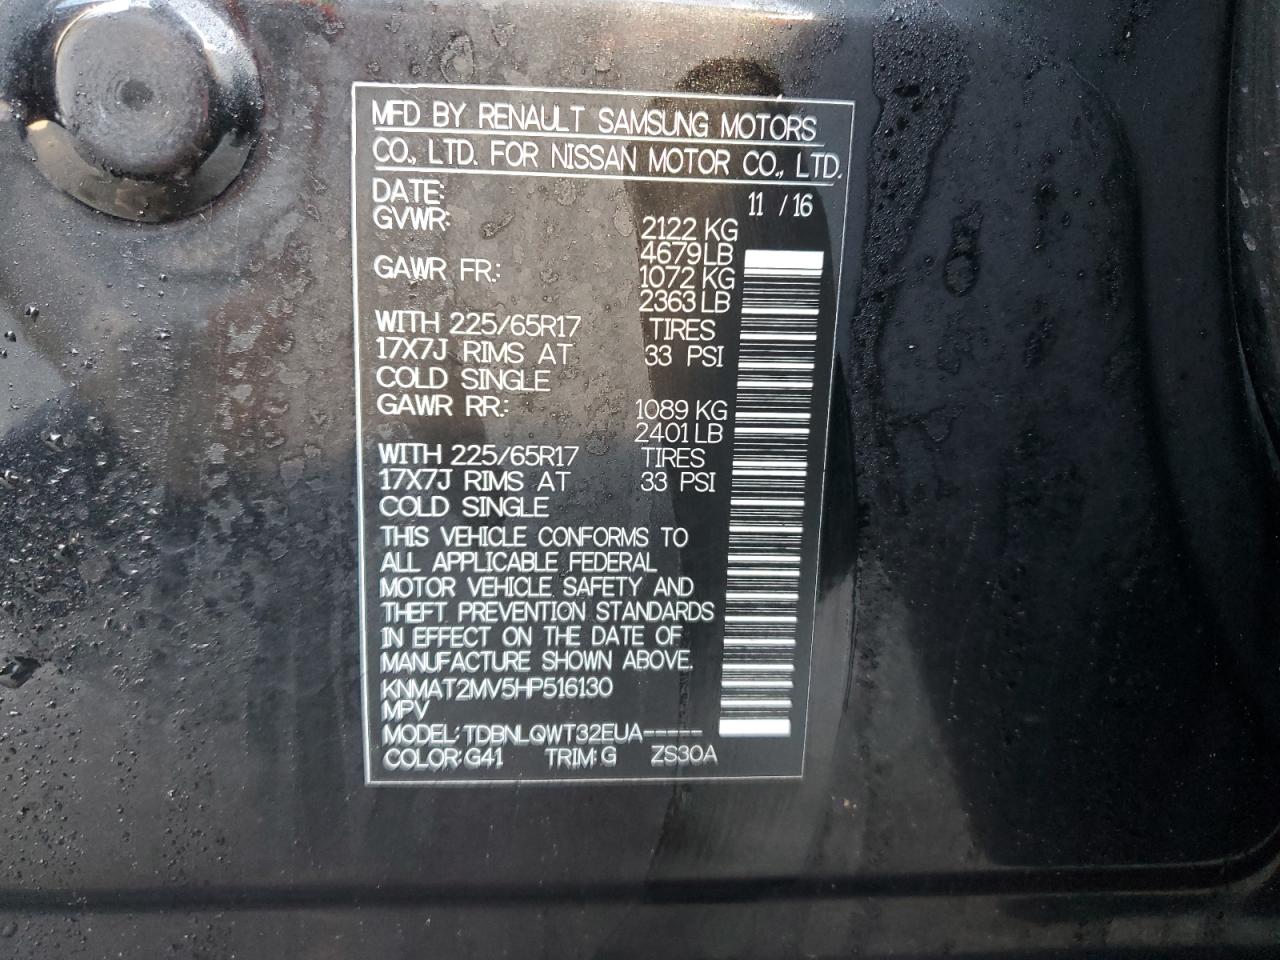 MFD BY RENAULT SAMSUNG MOTORS
CO., LTD. FOR NISSAN MOTOR CO., LTD.
DATE: 11 / 16
GVWR: 2122 KG
4679LB
GAWR FR: 1072 KG
2363LB
WITH 225/65R17 TIRES
17X7J RIMS AT 33 PSI
COLD SINGLE
GAWR RR: 1089 KG
2401LB
WITH 225/65R17 TIRES
17X7J RIMS AT 33 PSI
COLD SINGLE
THIS VEHICLE CONFORMS TO
ALL APPLICABLE FEDERAL
MOTOR VEHICLE SAFETY AND
THEFT PREVENTION STANDARDS
IN EFFECT ON THE DATE OF
MANUFACTURE SHOWN ABOVE.
KNMAT2MV5HP516130
MPV
MODEL: TDBNLQWT32EUA-----
COLOR: G41 TRIM: G ZS30A